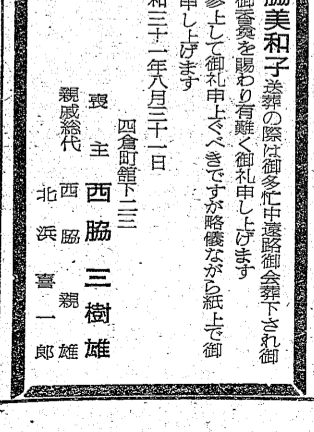 脇美和子送葬の際は御多忙中遠路御会葬下され御
御香奠を賜わり有難く御礼申し上げます
参上して御礼申上ぐべきですが略儀ながら紙上で御
申し上げます
和三十一年八月三十一日
四倉町舘下二二
喪主 西脇三樹雄
親戚総代 西脇親雄
北浜喜一郎